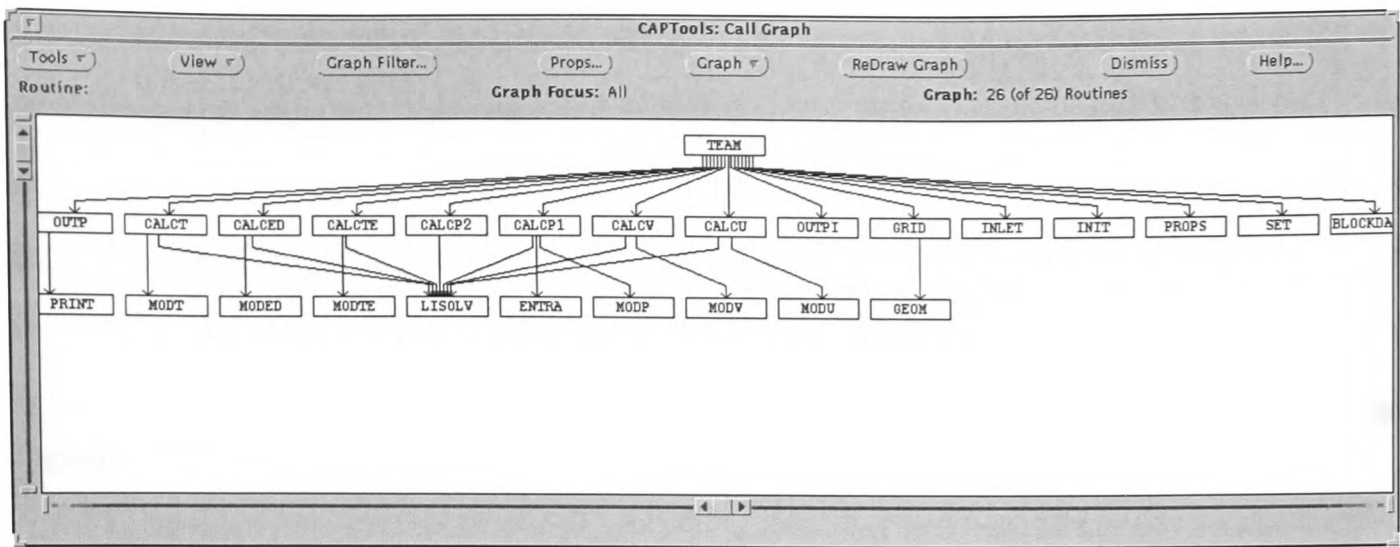 CAPTools: Call Graph
Tools View Graph Filter... Props... Graph ReDraw Graph Dismiss Help...
Routine: Graph Focus: All Graph: 26 (of 26) Routines
TEAM
OUTP CALCT CALCED CALCTE CALCP2 CALCP1 CALCV CALCU OUTPI GRID INLET INIT PROPS SET BLOCKDA
PRINT MODT MODED MODTE LISOLV ENTRA MODP MODV MODU GEOM